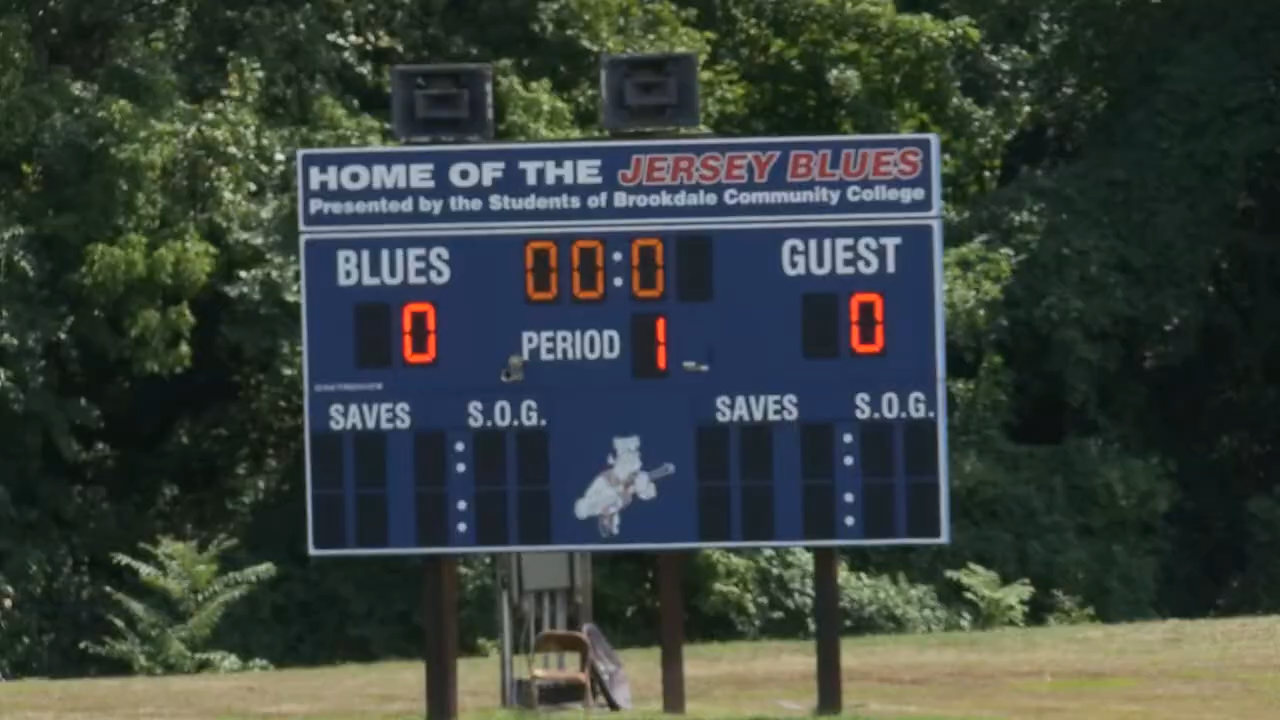 HOME OF THE JERSEY BLUES
Presented by the Students of Brookdale Community College
BLUES 00:0 GUEST
0 PERIOD 1 0
SAVES S.O.G. SAVES S.O.G.